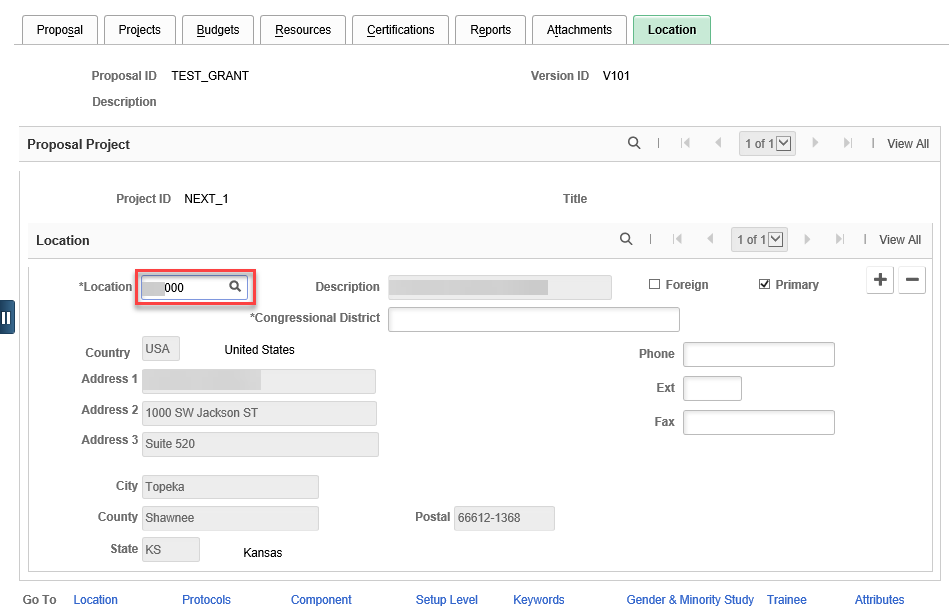 Proposal Projects Budgets Resources Certifications Reports Attachments Location
Proposal ID TEST_GRANT Version ID V101
Description
Proposal Project 1 of 1 View All
Project ID NEXT_1 Title
Location 1 of 1 View All
*Location 000 Description Foreign Primary
*Congressional District
Country USA United States Phone
Address 1
Ext
Address 2 1000 SW Jackson ST
Fax
Address 3 Suite 520
City Topeka
County Shawnee Postal 66612-1368
State KS Kansas
Go To Location Protocols Component Setup Level Keywords Gender & Minority Study Trainee Attributes